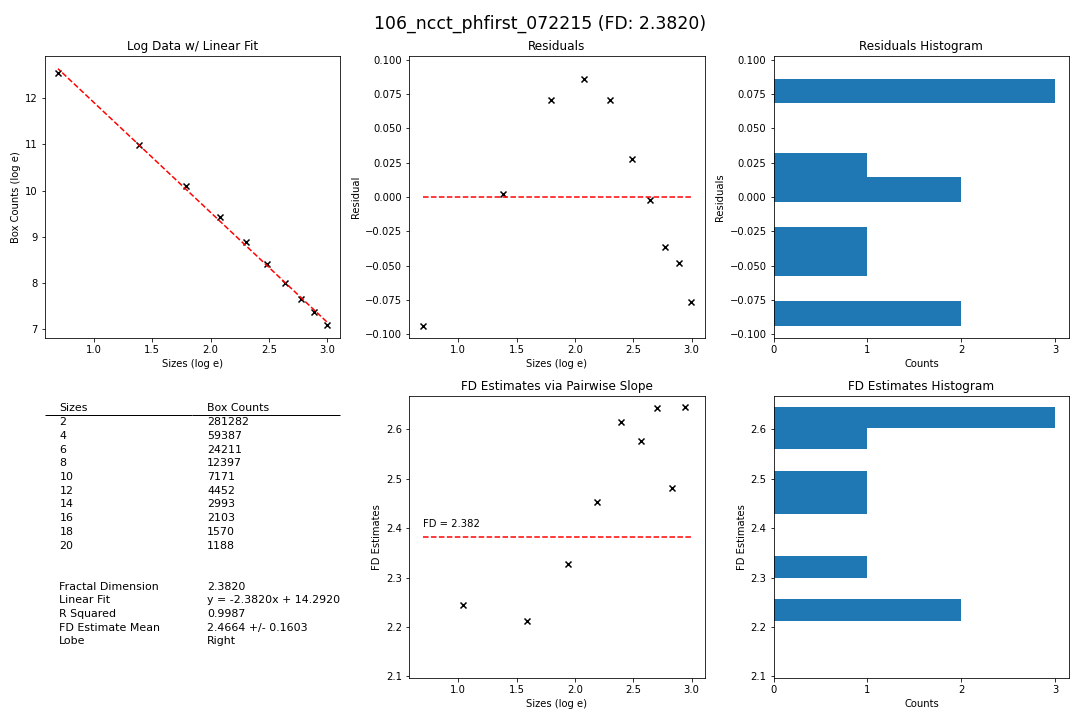 106_ncct_phfirst_072215 (FD: 2.3820)
Log Data w/ Linear Fit
Box Counts (log e)
12
11
10
9
8
7
1.0 1.5 2.0 2.5 3.0
Sizes (log e)
Residuals
Residual
0.100
0.075
0.050
0.025
0.000
−0.025
−0.050
−0.075
−0.100
1.0 1.5 2.0 2.5 3.0
Sizes (log e)
Residuals Histogram
Residuals
0.100
0.075
0.050
0.025
0.000
−0.025
−0.050
−0.075
−0.100
0 1 2 3
Counts
Sizes Box Counts
2 281282
4 59387
6 24211
8 12397
10 7171
12 4452
14 2993
16 2103
18 1570
20 1188
Fractal Dimension 2.3820
Linear Fit y = -2.3820x + 14.2920
R Squared 0.9987
FD Estimate Mean 2.4664 +/- 0.1603
Lobe Right
FD Estimates via Pairwise Slope
FD Estimates
2.6
2.5
2.4
2.3
2.2
2.1
FD = 2.382
1.0 1.5 2.0 2.5 3.0
Sizes (log e)
FD Estimates Histogram
FD Estimates
2.6
2.5
2.4
2.3
2.2
2.1
0 1 2 3
Counts